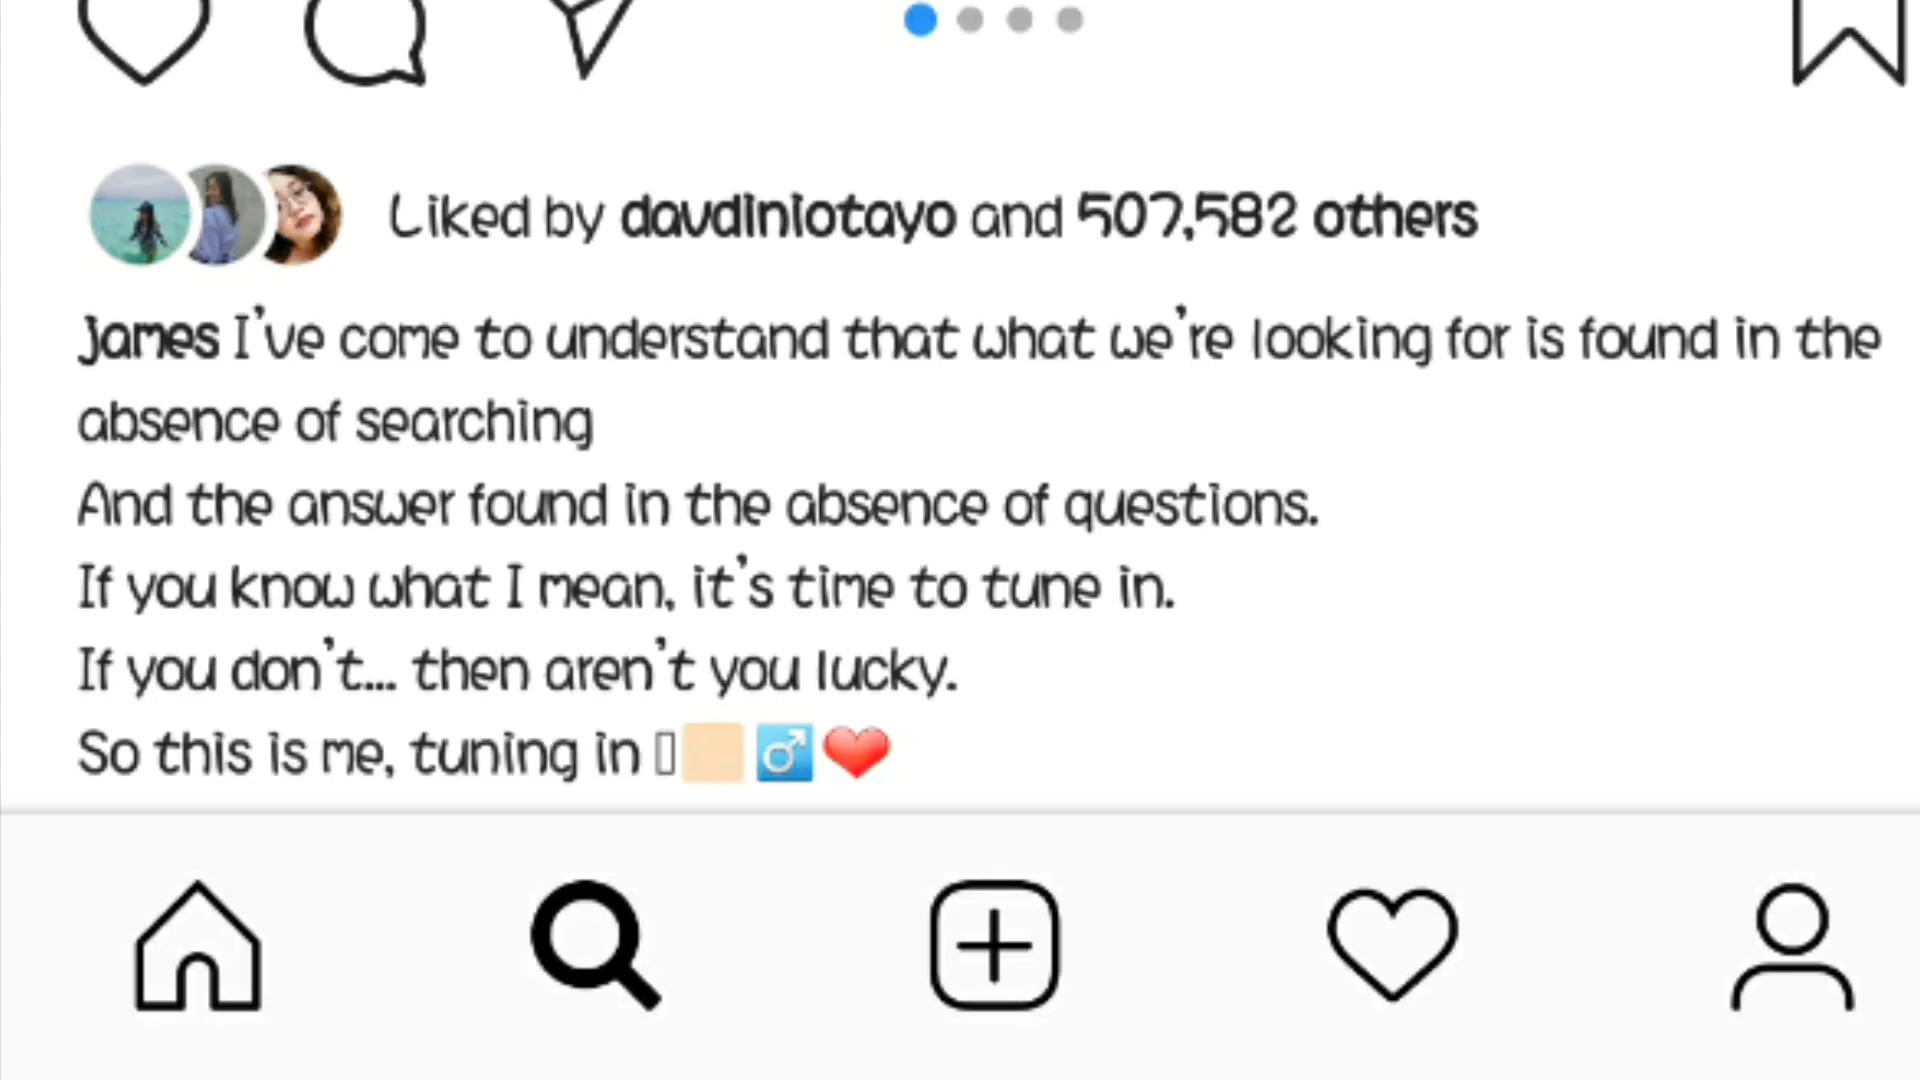 Liked by davdiniotayo and 507,582 others
james I've come to understand that what we're looking for is found in the
absence of searching
And the answer found in the absence of questions.
If you know what I mean, it's time to tune in.
If you don't... then aren't you lucky.
So this is me, tuning in ▯🏼♂️❤️